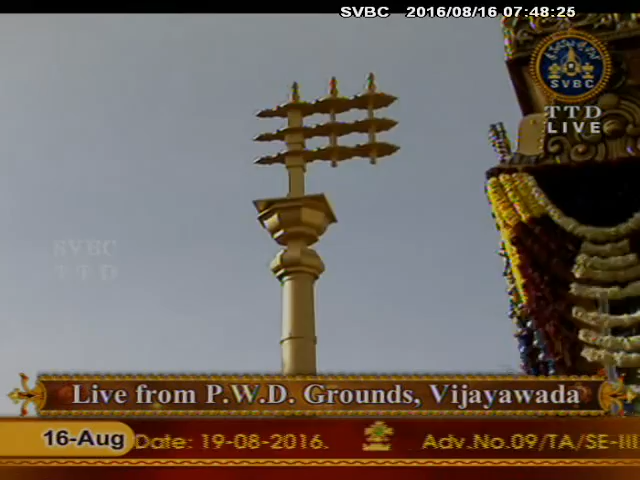 SVBC 2016/08/16 07:48:25
SVBC
TTD
LIVE
SVBC
TTD
Live from P.W.D. Grounds, Vijayawada
16-Aug Date: 19-08-2016. Adv.No.09/TA/SE-III